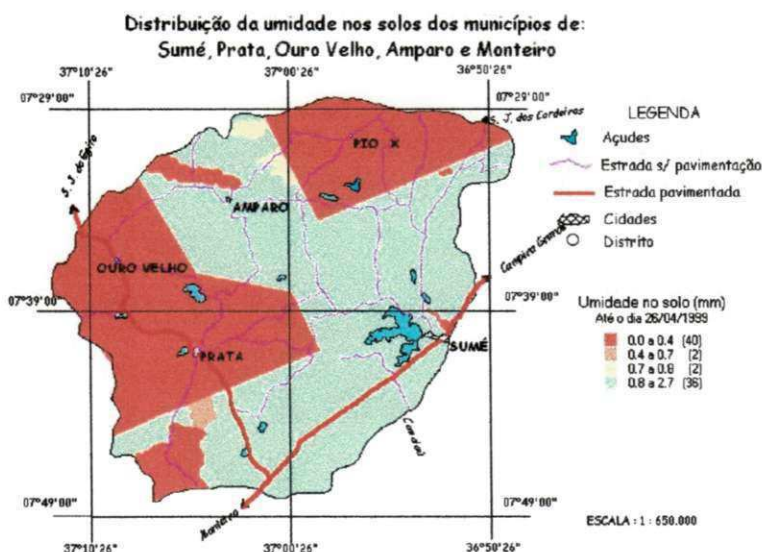 Distribuição da umidade nos solos dos municípios de:
Sumé, Prata, Ouro Velho, Amparo e Monteiro
37°10'26" 37°00'26" 36°50'26"
07°29'00" 07°29'00"
S. J. dos Cordeiros
PIO X
S. J. do Egito
AMPARO
OURO VELHO
Campina Grande
07°39'00" 07°39'00"
SUMÉ
PRATA
07°49'00" 07°49'00"
Monteiro
37°10'26" 37°00'26" 36°50'26"
LEGENDA
Açudes
Estrada s/ pavimentação
Estrada pavimentada
Cidades
Distrito
Umidade no solo (mm)
Até o dia 26/04/1999
0.0 a 0.4 (40)
0.4 a 0.7 (2)
0.7 a 0.8 (2)
0.8 a 2.7 (36)
ESCALA : 1 : 650.000